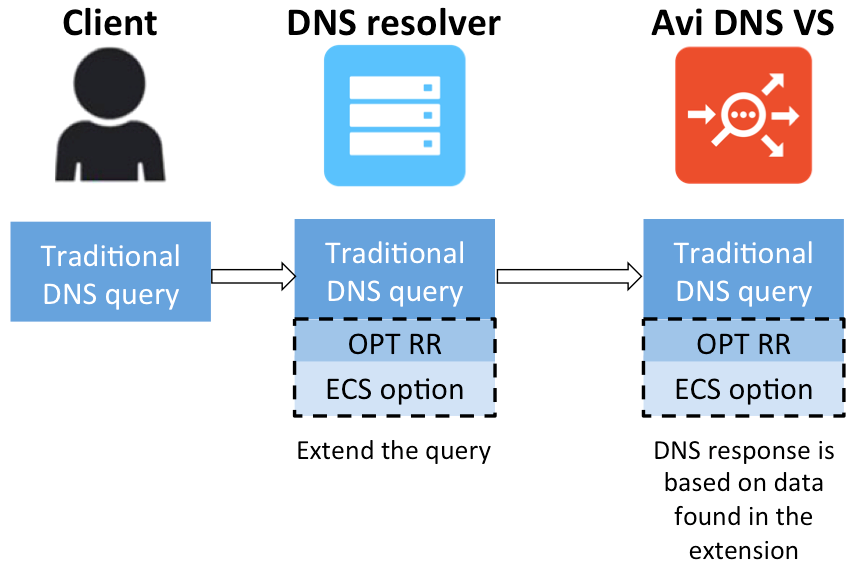 Client
DNS resolver
Avi DNS VS
Traditional
DNS query
Traditional
DNS query
OPT RR
ECS option
Extend the query
Traditional
DNS query
OPT RR
ECS option
DNS response is
based on data
found in the
extension